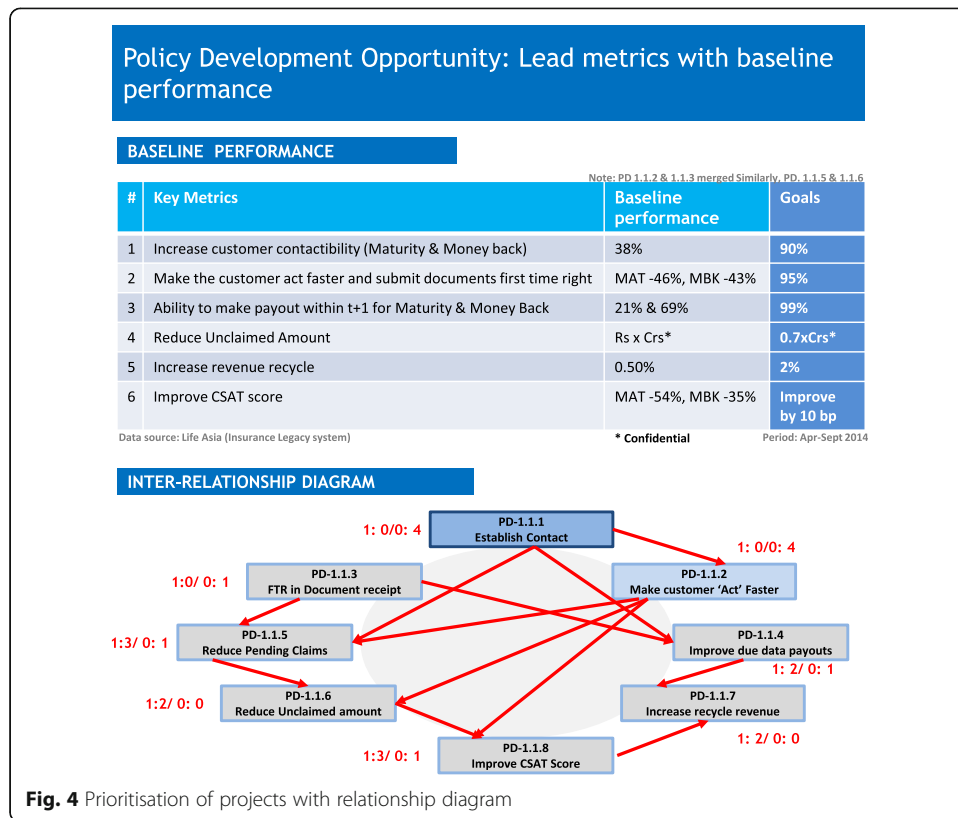 Policy Development Opportunity: Lead metrics with baseline
performance
BASELINE PERFORMANCE
Note: PD 1.1.2 & 1.1.3 merged Similarly, PD. 1.1.5 & 1.1.6
# Key Metrics Baseline performance Goals
1 Increase customer contactibility (Maturity & Money back) 38% 90%
2 Make the customer act faster and submit documents first time right MAT -46%, MBK -43% 95%
3 Ability to make payout within t+1 for Maturity & Money Back 21% & 69% 99%
4 Reduce Unclaimed Amount Rs x Crs* 0.7xCrs*
5 Increase revenue recycle 0.50% 2%
6 Improve CSAT score MAT -54%, MBK -35% Improve
by 10 bp
Data source: Life Asia (Insurance Legacy system) * Confidential Period: Apr-Sept 2014
INTER-RELATIONSHIP DIAGRAM
1: 0/0: 4
PD-1.1.1
Establish Contact
1: 0/0: 4
1:0/ 0: 1
PD-1.1.3
FTR in Document receipt
PD-1.1.2
Make customer ‘Act’ Faster
1:3/ 0: 1
PD-1.1.5
Reduce Pending Claims
PD-1.1.4
Improve due data payouts
1: 2/0: 1
1:2/ 0: 0
PD-1.1.6
Reduce Unclaimed amount
PD-1.1.7
Increase recycle revenue
1: 2/ 0: 0
1:3/ 0: 1
PD-1.1.8
Improve CSAT Score
Fig. 4 Prioritisation of projects with relationship diagram